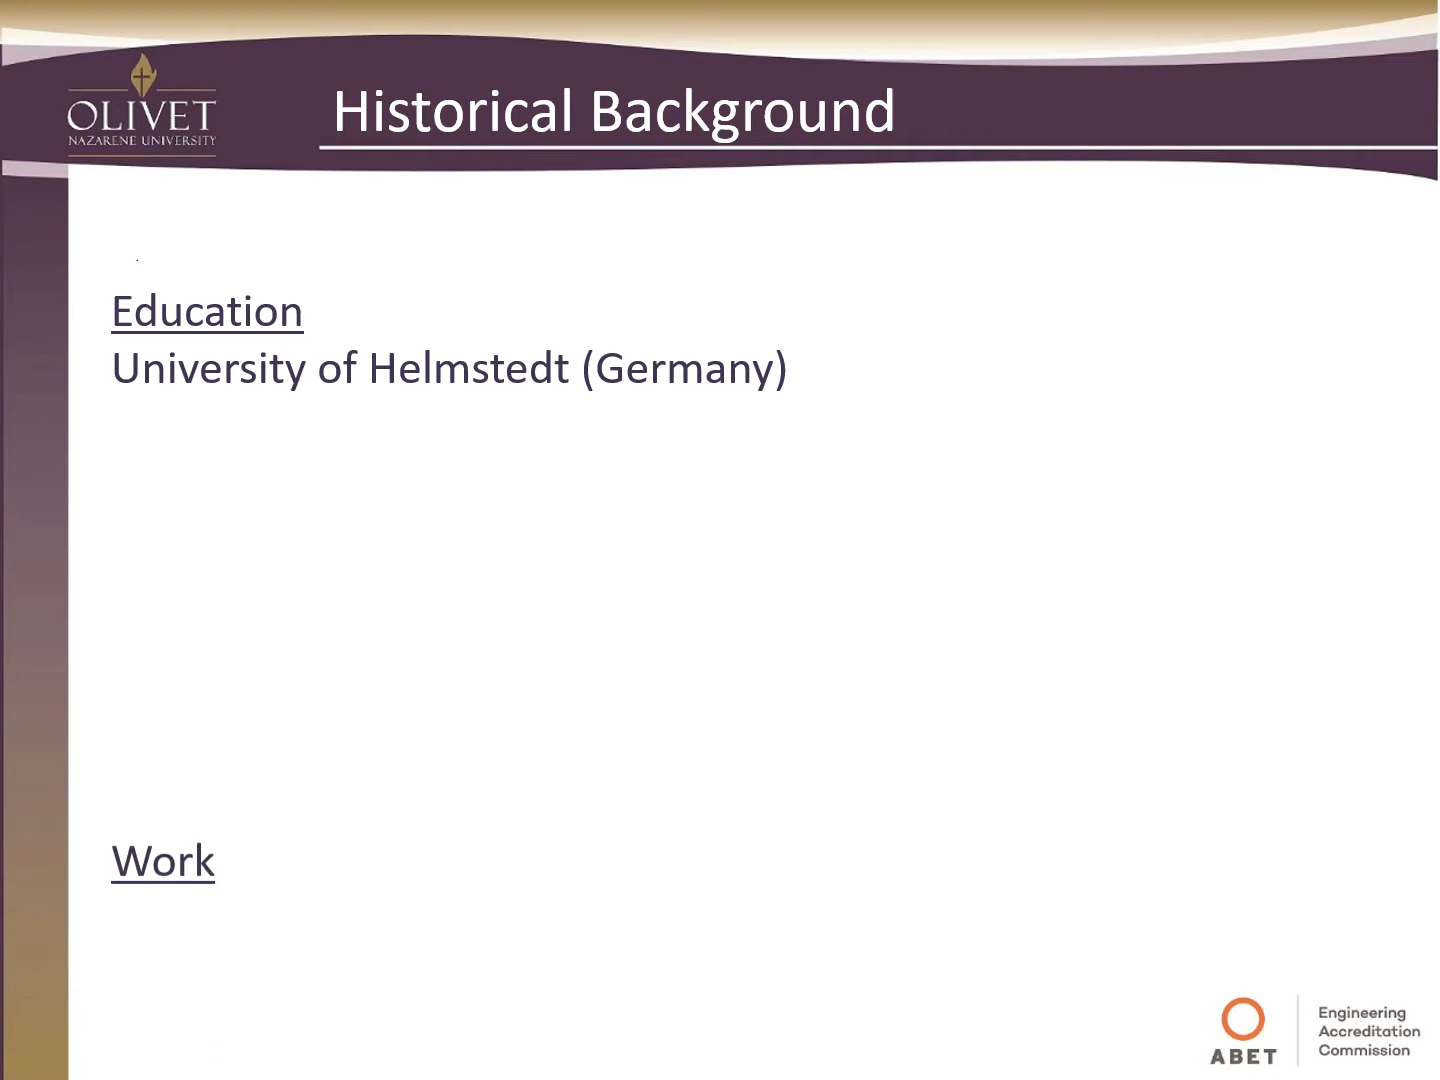 OLIVET
NAZARENE UNIVERSITY
Historical Background
Education
University of Helmstedt (Germany)
Work
ABET
Engineering
Accreditation
Commission